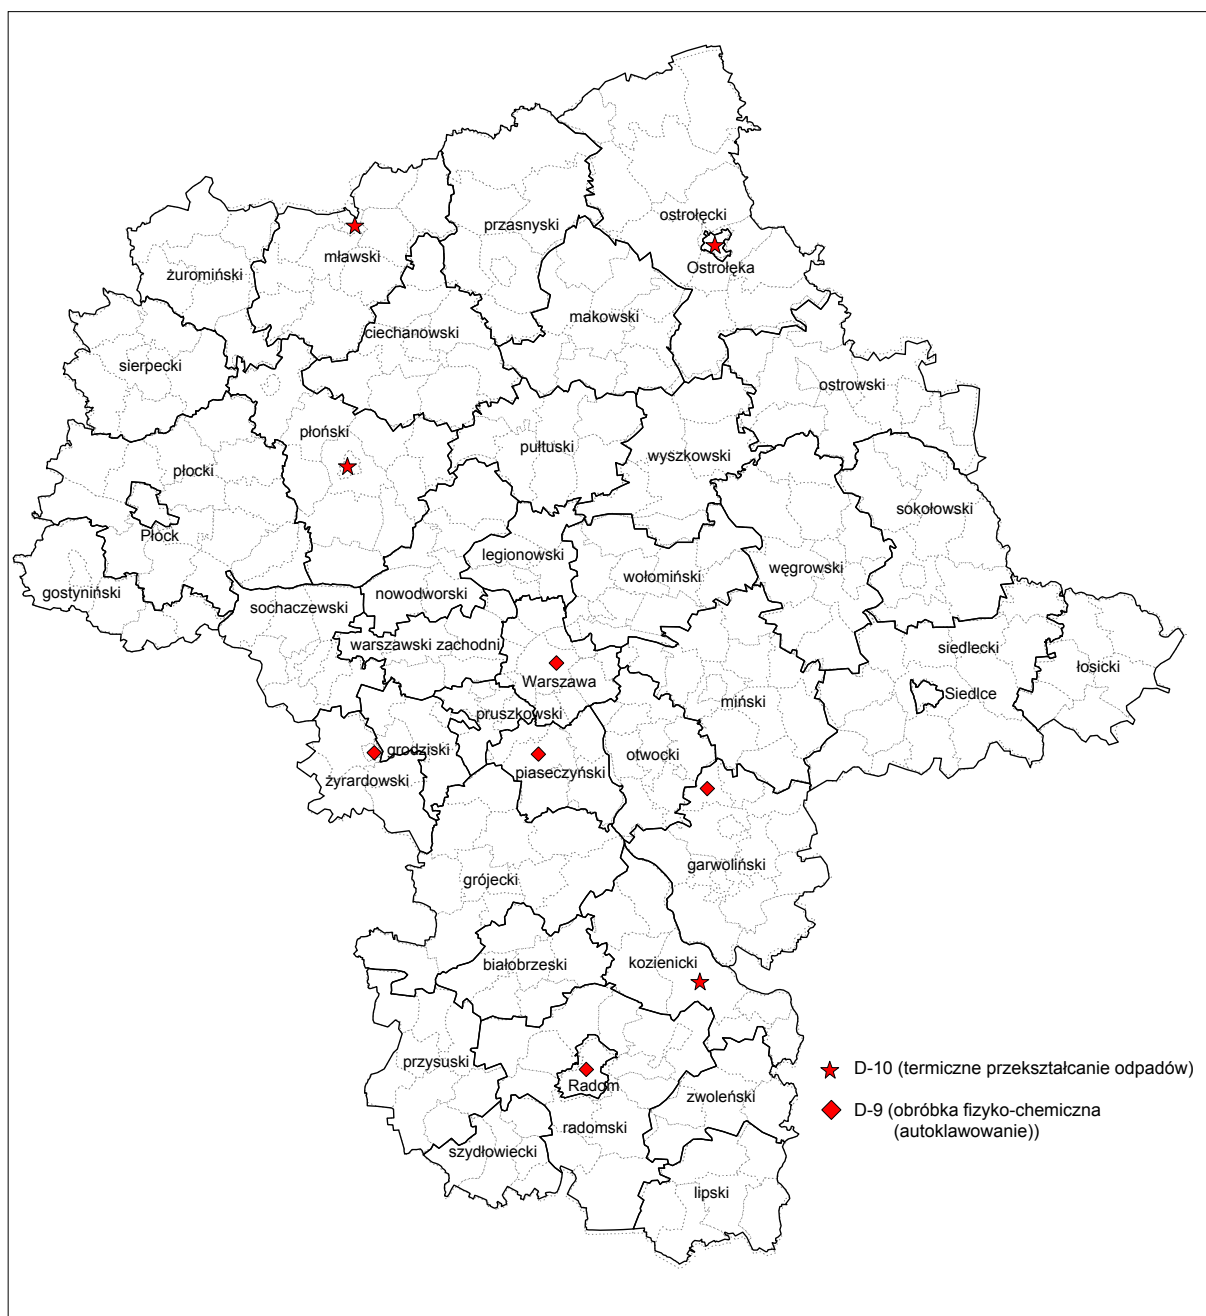 ostrołęcki
przasnyski
mławski
Ostrołęka
żuromiński
makowski
ciechanowski
sierpecki
ostrowski
płoński
pułtuski
wyszkowski
płocki
sokołowski
Płock
legionowski
wołomiński
węgrowski
gostyniński
nowodworski
sochaczewski
warszawski zachodni
siedlecki
łosicki
Warszawa
Siedlce
miński
pruszkowski
grodziski
otwocki
piaseczyński
żyrardowski
garwoliński
grójecki
białobrzeski
kozienicki
przysuski
D-10 (termiczne przekształcanie odpadów)
Radom
zwoleński
D-9 (obróbka fizyko-chemiczna
(autoklawowanie))
radomski
szydłowiecki
lipski